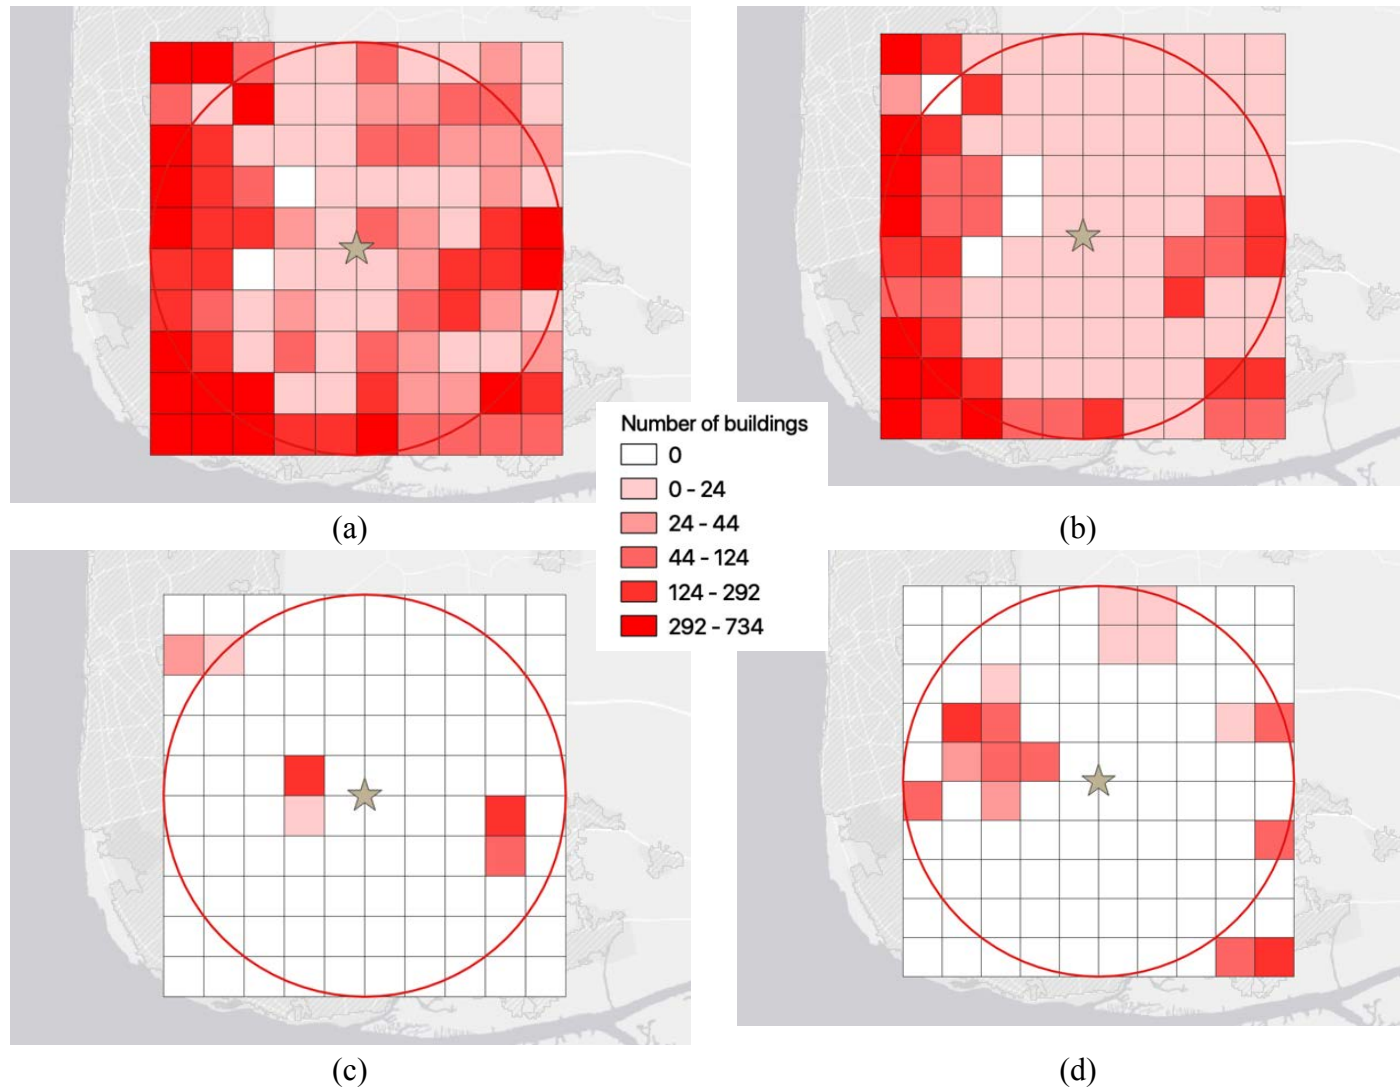 Number of buildings
0
0 - 24
24 - 44
44 - 124
124 - 292
292 - 734
(a)
(b)
(c)
(d)